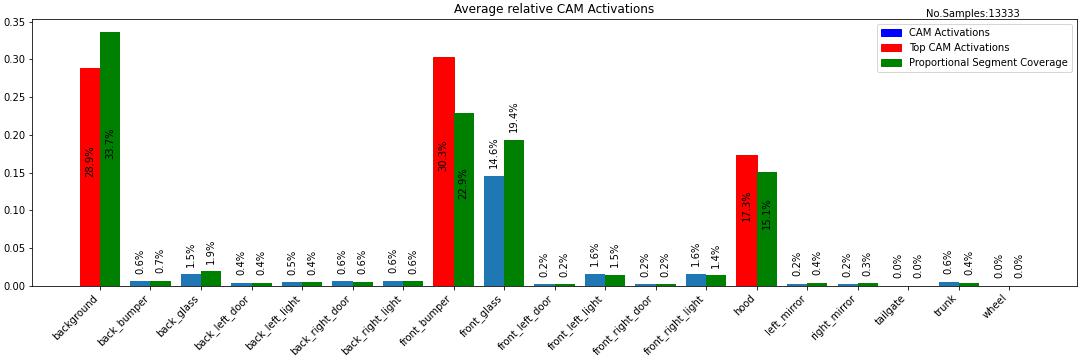 Average relative CAM Activations
No.Samples:13333
CAM Activations
Top CAM Activations
Proportional Segment Coverage
0.35
0.30
0.25
0.20
0.15
0.10
0.05
0.00
28.9% 33.7% 0.6% 0.7% 1.5% 1.9% 0.4% 0.4% 0.5% 0.4% 0.6% 0.6% 0.6% 0.6% 30.3% 22.9% 14.6% 19.4% 0.2% 0.2% 1.6% 1.5% 0.2% 0.2% 1.6% 1.4% 17.3% 15.1% 0.2% 0.4% 0.2% 0.3% 0.0% 0.0% 0.6% 0.4% 0.0% 0.0%
background
back_bumper
back_glass
back_left_door
back_left_light
back_right_door
back_right_light
front_bumper
front_glass
front_left_door
front_left_light
front_right_door
front_right_light
hood
left_mirror
right_mirror
tailgate
trunk
wheel